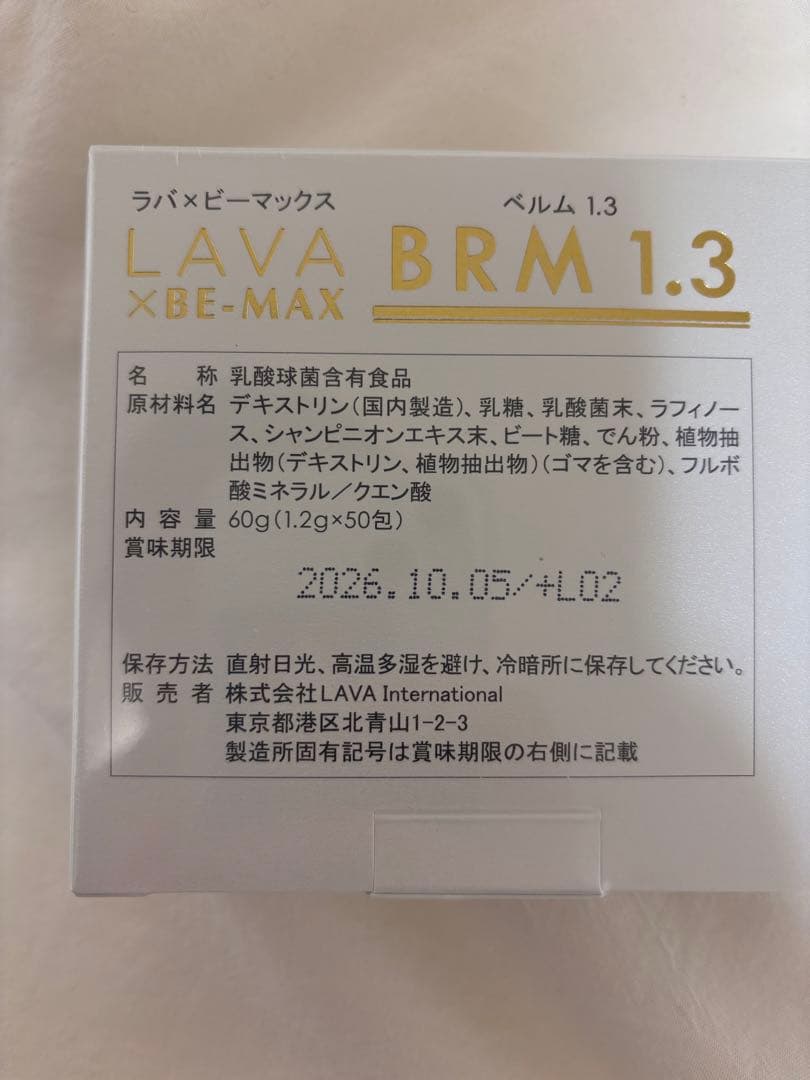 ラバ×ビーマックス ベルム 1.3
LAVA BRM 1.3
×BE-MAX
名称 乳酸球菌含有食品
原材料名 デキストリン(国内製造)、乳糖、乳酸菌末、ラフィノー
ス、シャンピニオンエキス末、ビート糖、でん粉、植物抽
出物(デキストリン、植物抽出物)(ゴマを含む)、フルボ
酸ミネラル/クエン酸
内容量 60g(1.2g×50包)
賞味期限
2026.10.05/+L02
保存方法 直射日光、高温多湿を避け、冷暗所に保存してください。
販売者 株式会社LAVA International
東京都港区北青山1-2-3
製造所固有記号は賞味期限の右側に記載